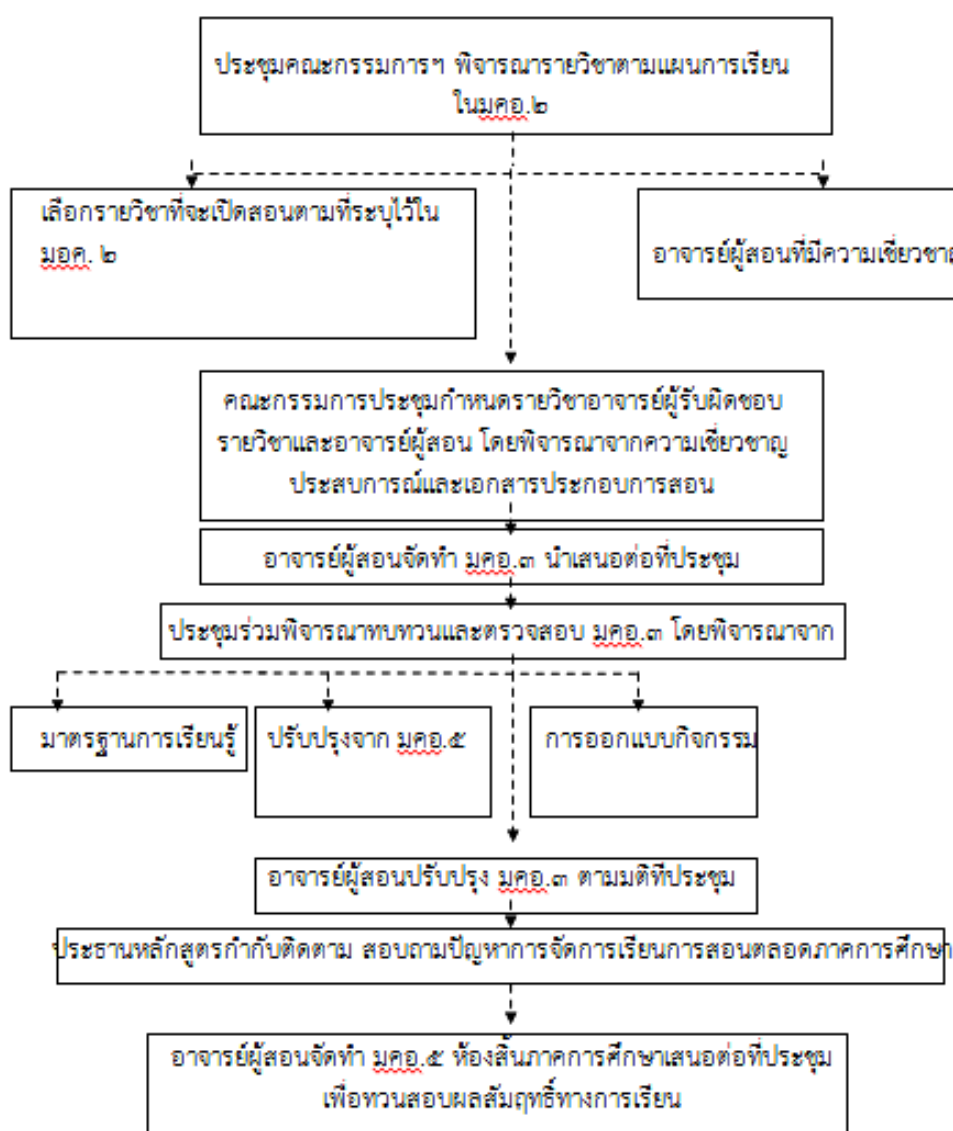 ประชุมคณะกรรมการฯ พิจารณารายวิชาตามแผนการเรียน
ในมคอ.๒
เลือกรายวิชาที่จะเปิดสอนตามที่ระบุไว้ใน
มอค. ๒
อาจารย์ผู้สอนที่มีความเชี่ยวชาญ
คณะกรรมการประชุมกำหนดรายวิชาอาจารย์ผู้รับผิดชอบ
รายวิชาและอาจารย์ผู้สอน โดยพิจารณาจากความเชี่ยวชาญ
ประสบการณ์และเอกสารประกอบการสอน
อาจารย์ผู้สอนจัดทำ มคอ.๓ นำเสนอต่อที่ประชุม
ประชุมร่วมพิจารณาทบทวนและตรวจสอบ มคอ.๓ โดยพิจารณาจาก
มาตรฐานการเรียนรู้
ปรับปรุงจาก มคอ.๕
การออกแบบกิจกรรม
อาจารย์ผู้สอนปรับปรุง มคอ.๓ ตามมติที่ประชุม
ประธานหลักสูตรกำกับติดตาม สอบถามปัญหาการจัดการเรียนการสอนตลอดภาคการศึกษา
อาจารย์ผู้สอนจัดทำ มคอ.๕ ห้องสิ้นภาคการศึกษาเสนอต่อที่ประชุม
เพื่อทวนสอบผลสัมฤทธิ์ทางการเรียน